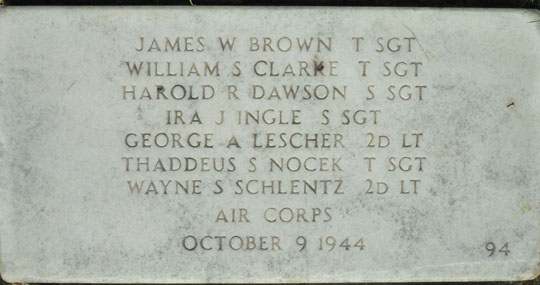 JAMES W BROWN T SGT
WILLIAM S CLARKE T SGT
HAROLD R DAWSON S SGT
IRA J INGLE S SGT
GEORGE A LESCHER 2D LT
THADDEUS S NOCEK T SGT
WAYNE S SCHLENTZ 2D LT
AIR CORPS
OCTOBER 9 1944
94